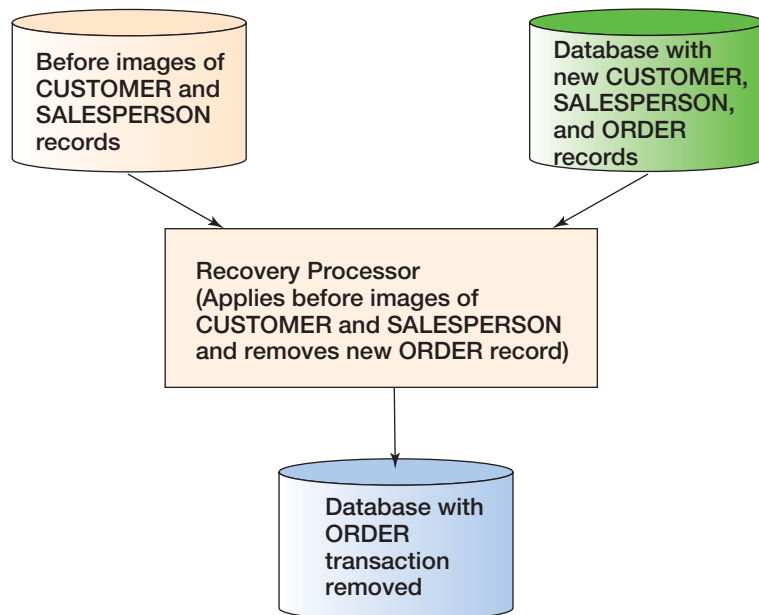 Before images of
CUSTOMER and
SALESPERSON
records
Database with
new CUSTOMER,
SALESPERSON,
and ORDER
records
Recovery Processor
(Applies before images of
CUSTOMER and SALESPERSON
and removes new ORDER record)
Database with
ORDER
transaction
removed